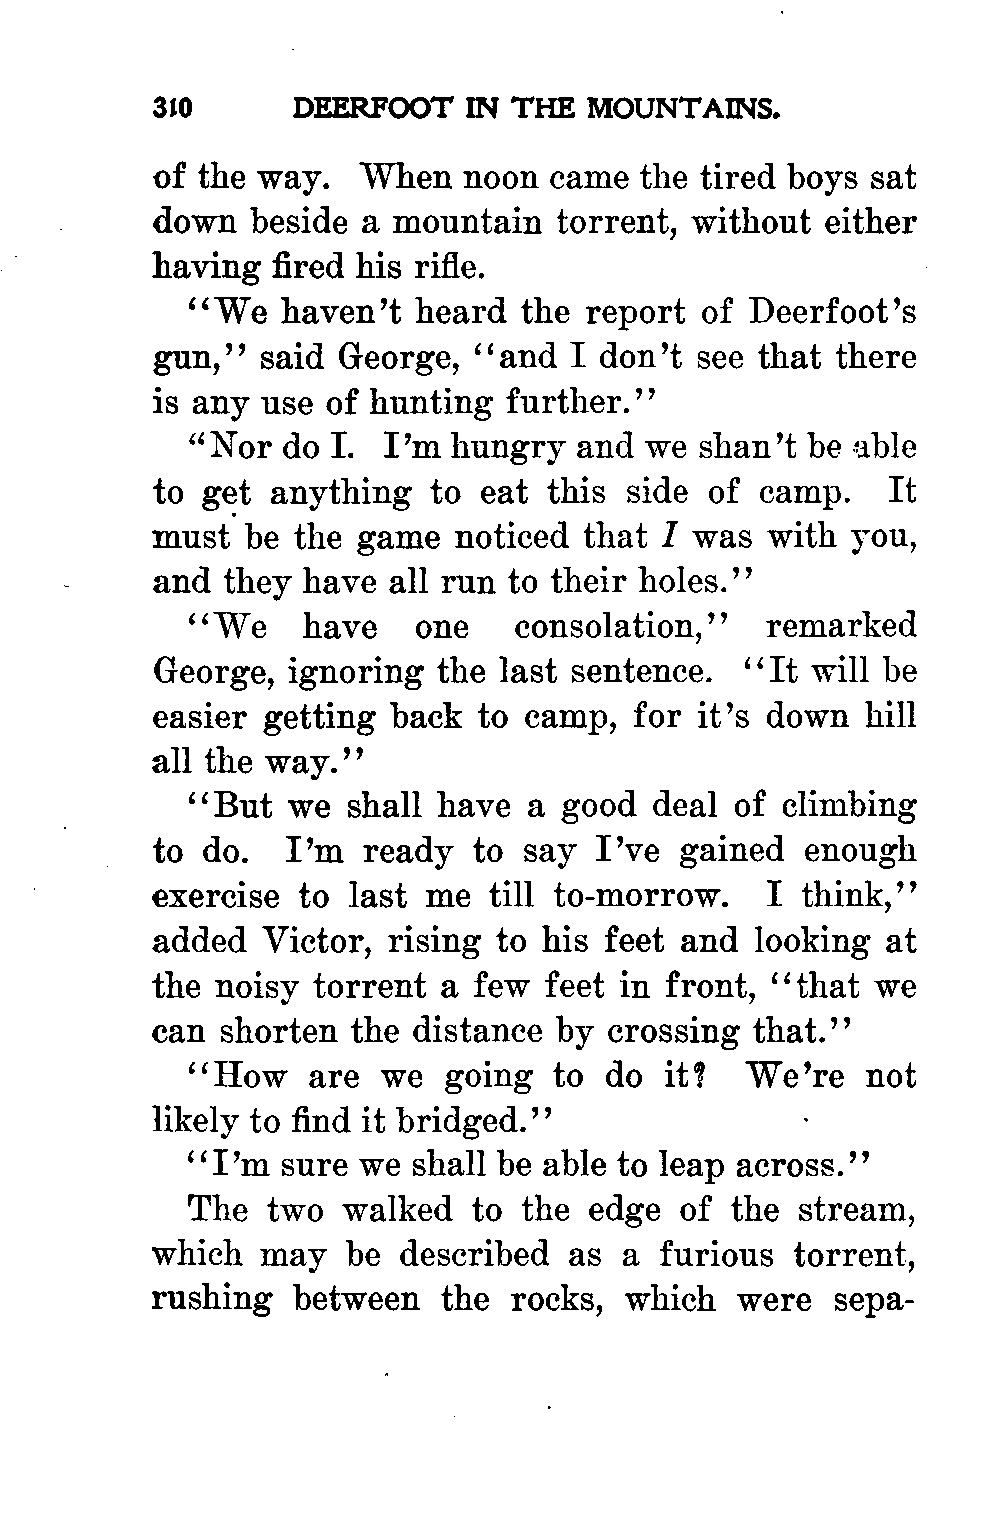 310 DEERFOOT IN THE MOUNTAINS.
of the way. When noon came the tired boys sat
down beside a mountain torrent, without either
having fired his rifle.
“We haven’t heard the report of Deerfoot’s
gun,” said George, “and I don’t see that there
is any use of hunting further.”
“Nor do I. I’m hungry and we shan’t be able
to get anything to eat this side of camp. It
must be the game noticed that I was with you,
and they have all run to their holes.”
“We have one consolation,” remarked
George, ignoring the last sentence. “It will be
easier getting back to camp, for it’s down hill
all the way.”
“But we shall have a good deal of climbing
to do. I’m ready to say I’ve gained enough
exercise to last me till to-morrow. I think,”
added Victor, rising to his feet and looking at
the noisy torrent a few feet in front, “that we
can shorten the distance by crossing that.”
“How are we going to do it? We’re not
likely to find it bridged.”
“I’m sure we shall be able to leap across.”
The two walked to the edge of the stream,
which may be described as a furious torrent,
rushing between the rocks, which were sepa-